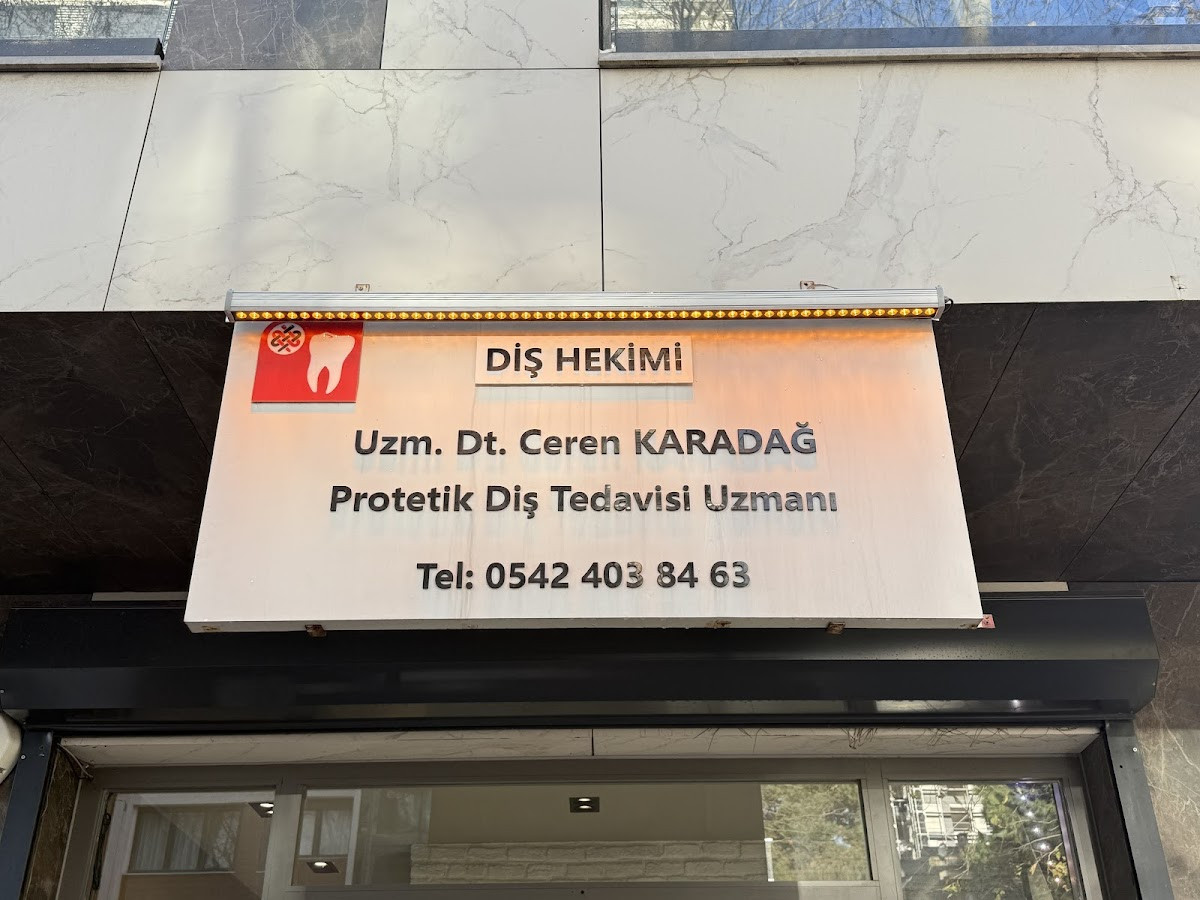 DİŞ HEKİMİ
Uzm. Dt. Ceren KARADAĞ
Protetik Diş Tedavisi Uzmanı
Tel: 0542 403 84 63